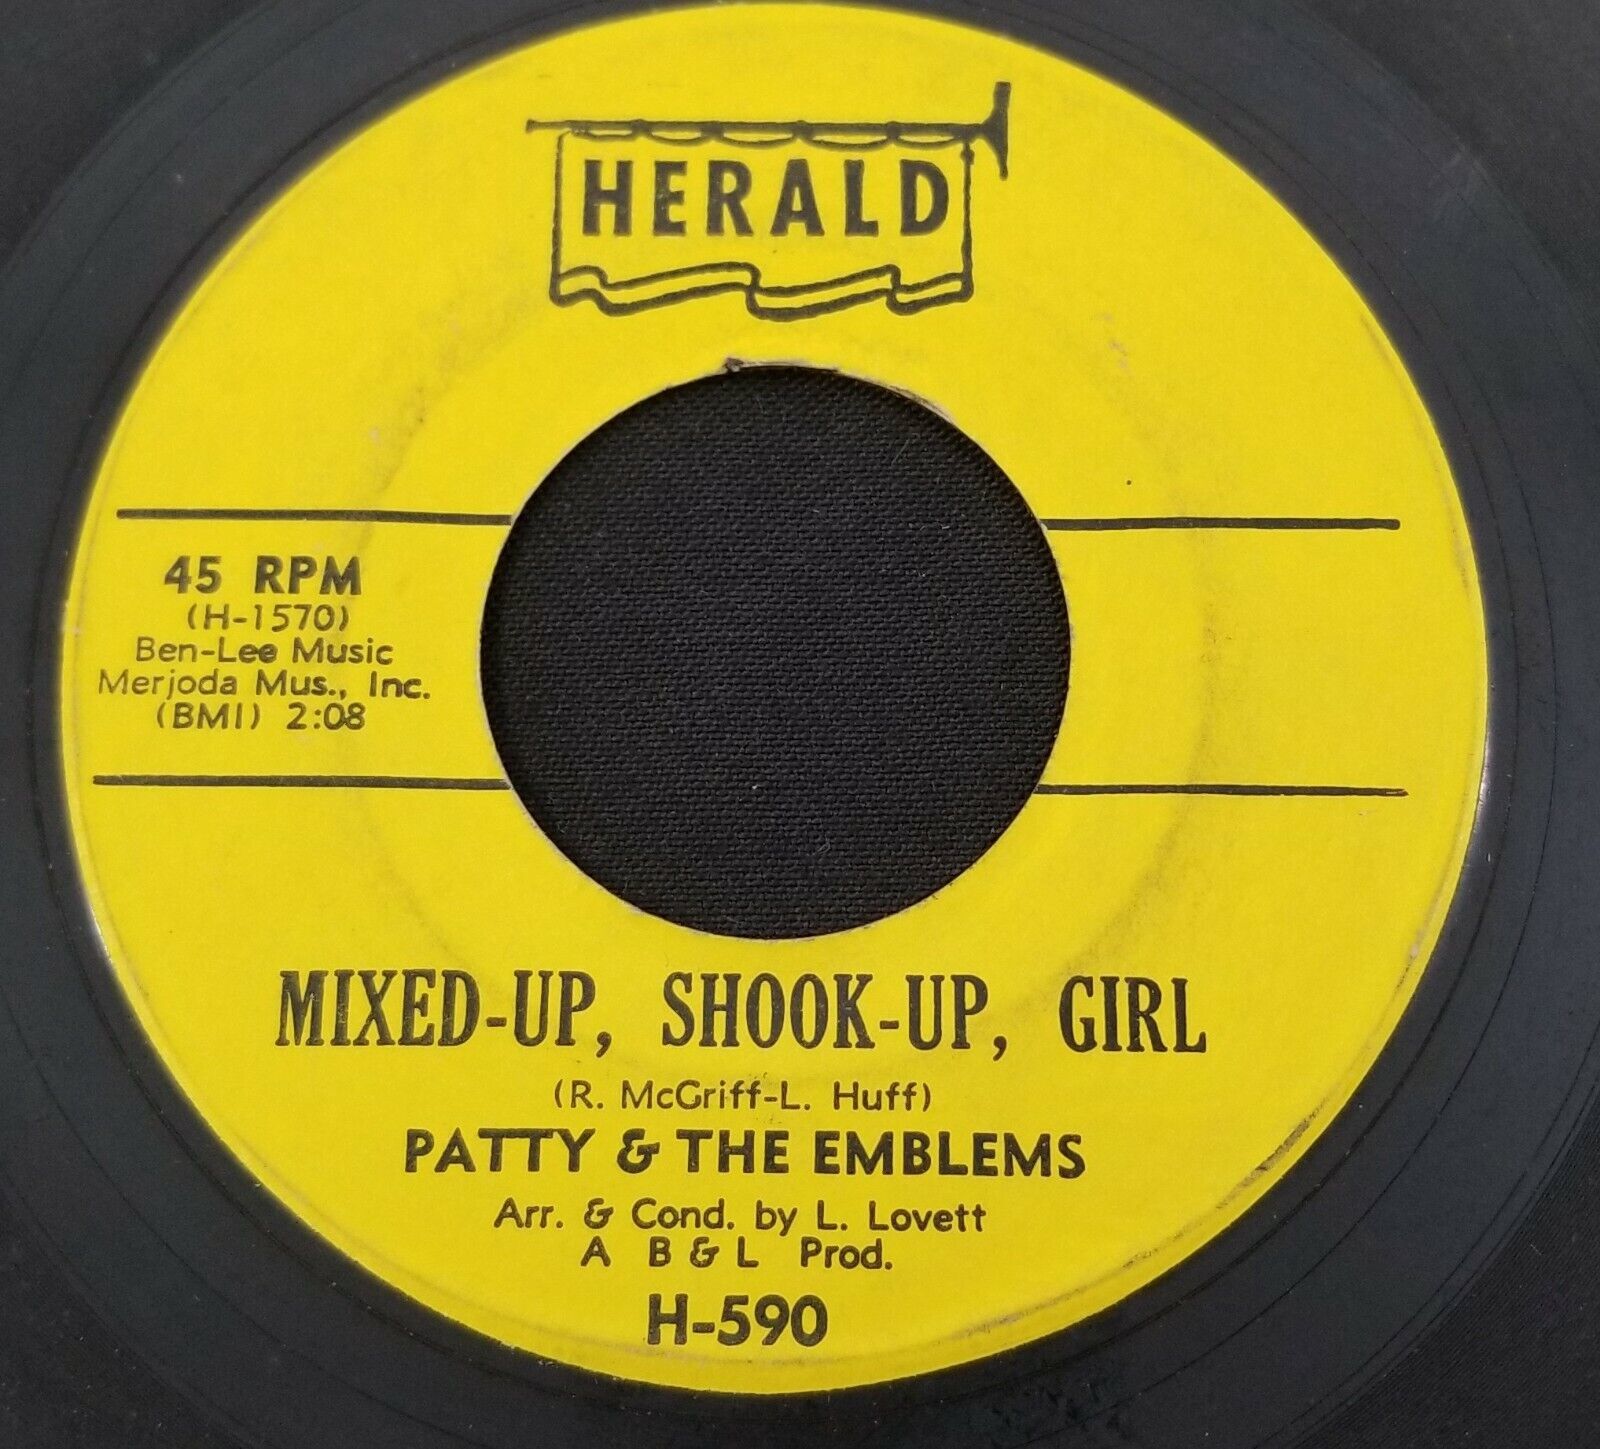 HERALD
45 RPM
(H-1570)
Ben-Lee Music
Merjoda Mus., Inc.
(BMI) 2:08
MIXED-UP, SHOOK-UP, GIRL
(R. McGriff-L. Huff)
PATTY & THE EMBLEMS
Arr. & Cond. by L. Lovett
A B & L Prod.
H-590